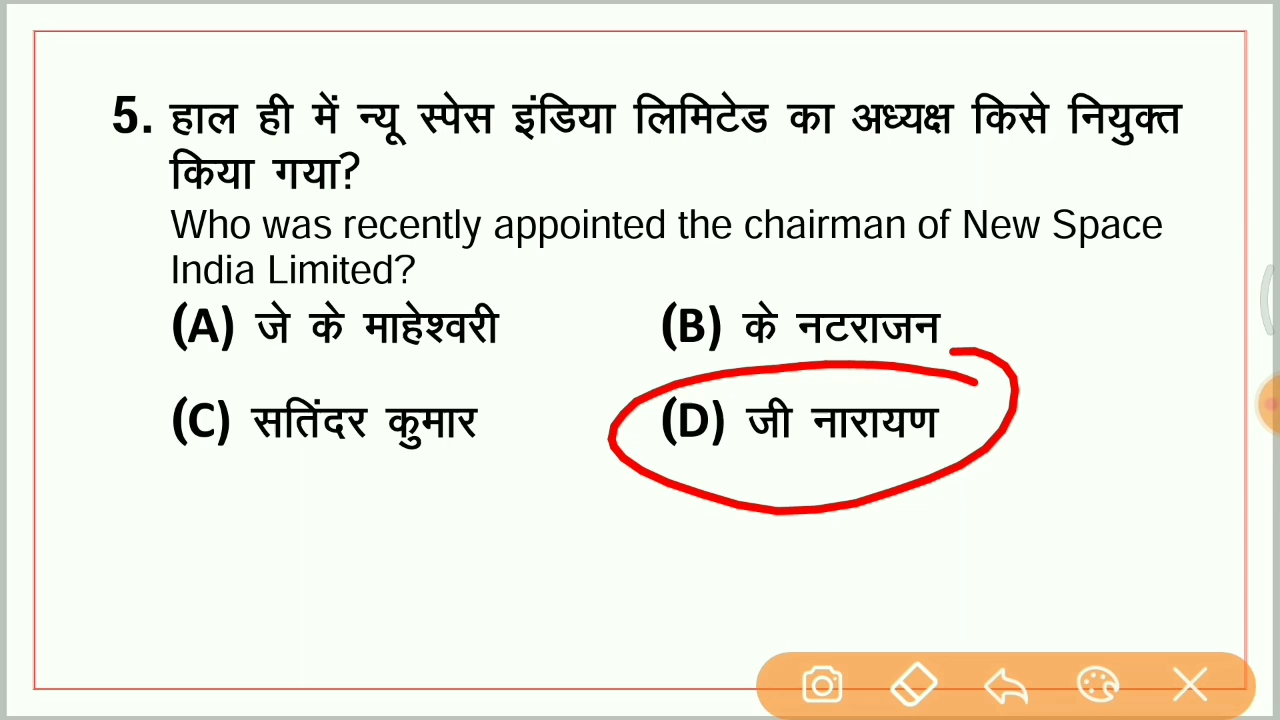 5. हाल ही में न्यू स्पेस इंडिया लिमिटेड का अध्यक्ष किसे नियुक्त
किया गया?
Who was recently appointed the chairman of New Space
India Limited?
(A) जे के माहेश्वरी (B) के नटराजन
(C) सतिंदर कुमार (D) जी नारायण